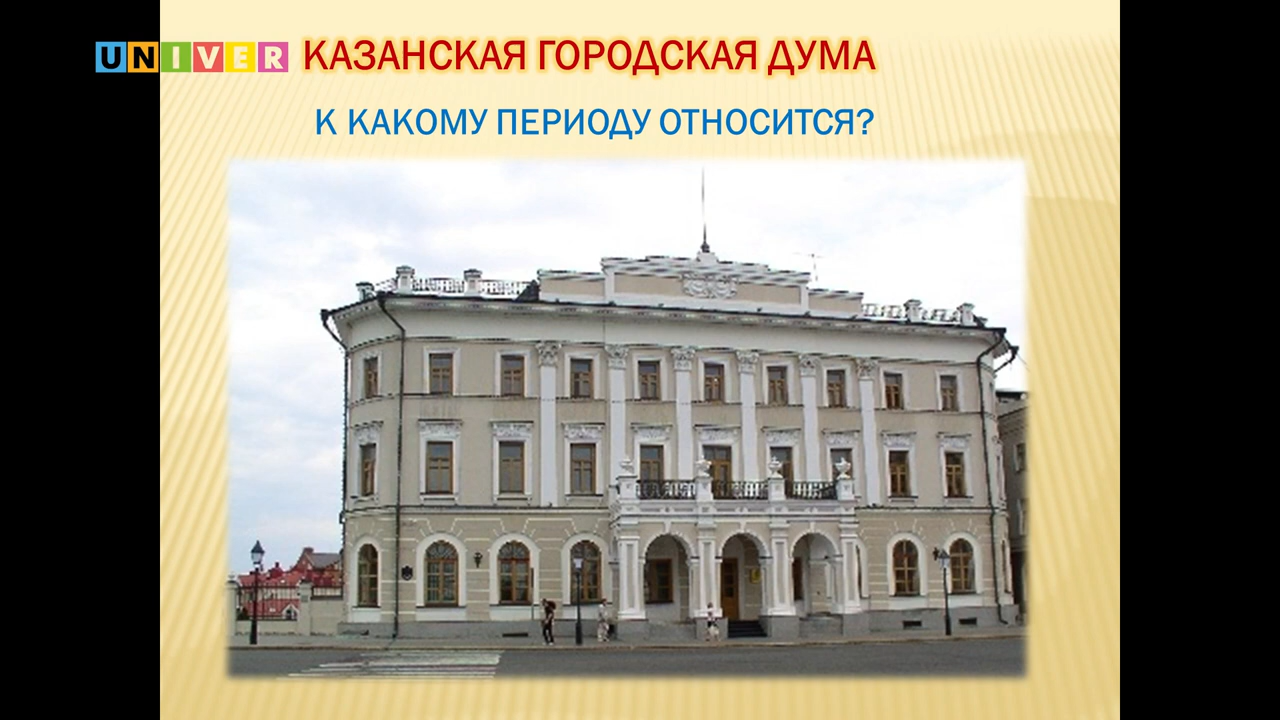 UNIVER
КАЗАНСКАЯ ГОРОДСКАЯ ДУМА
К КАКОМУ ПЕРИОДУ ОТНОСИТСЯ?